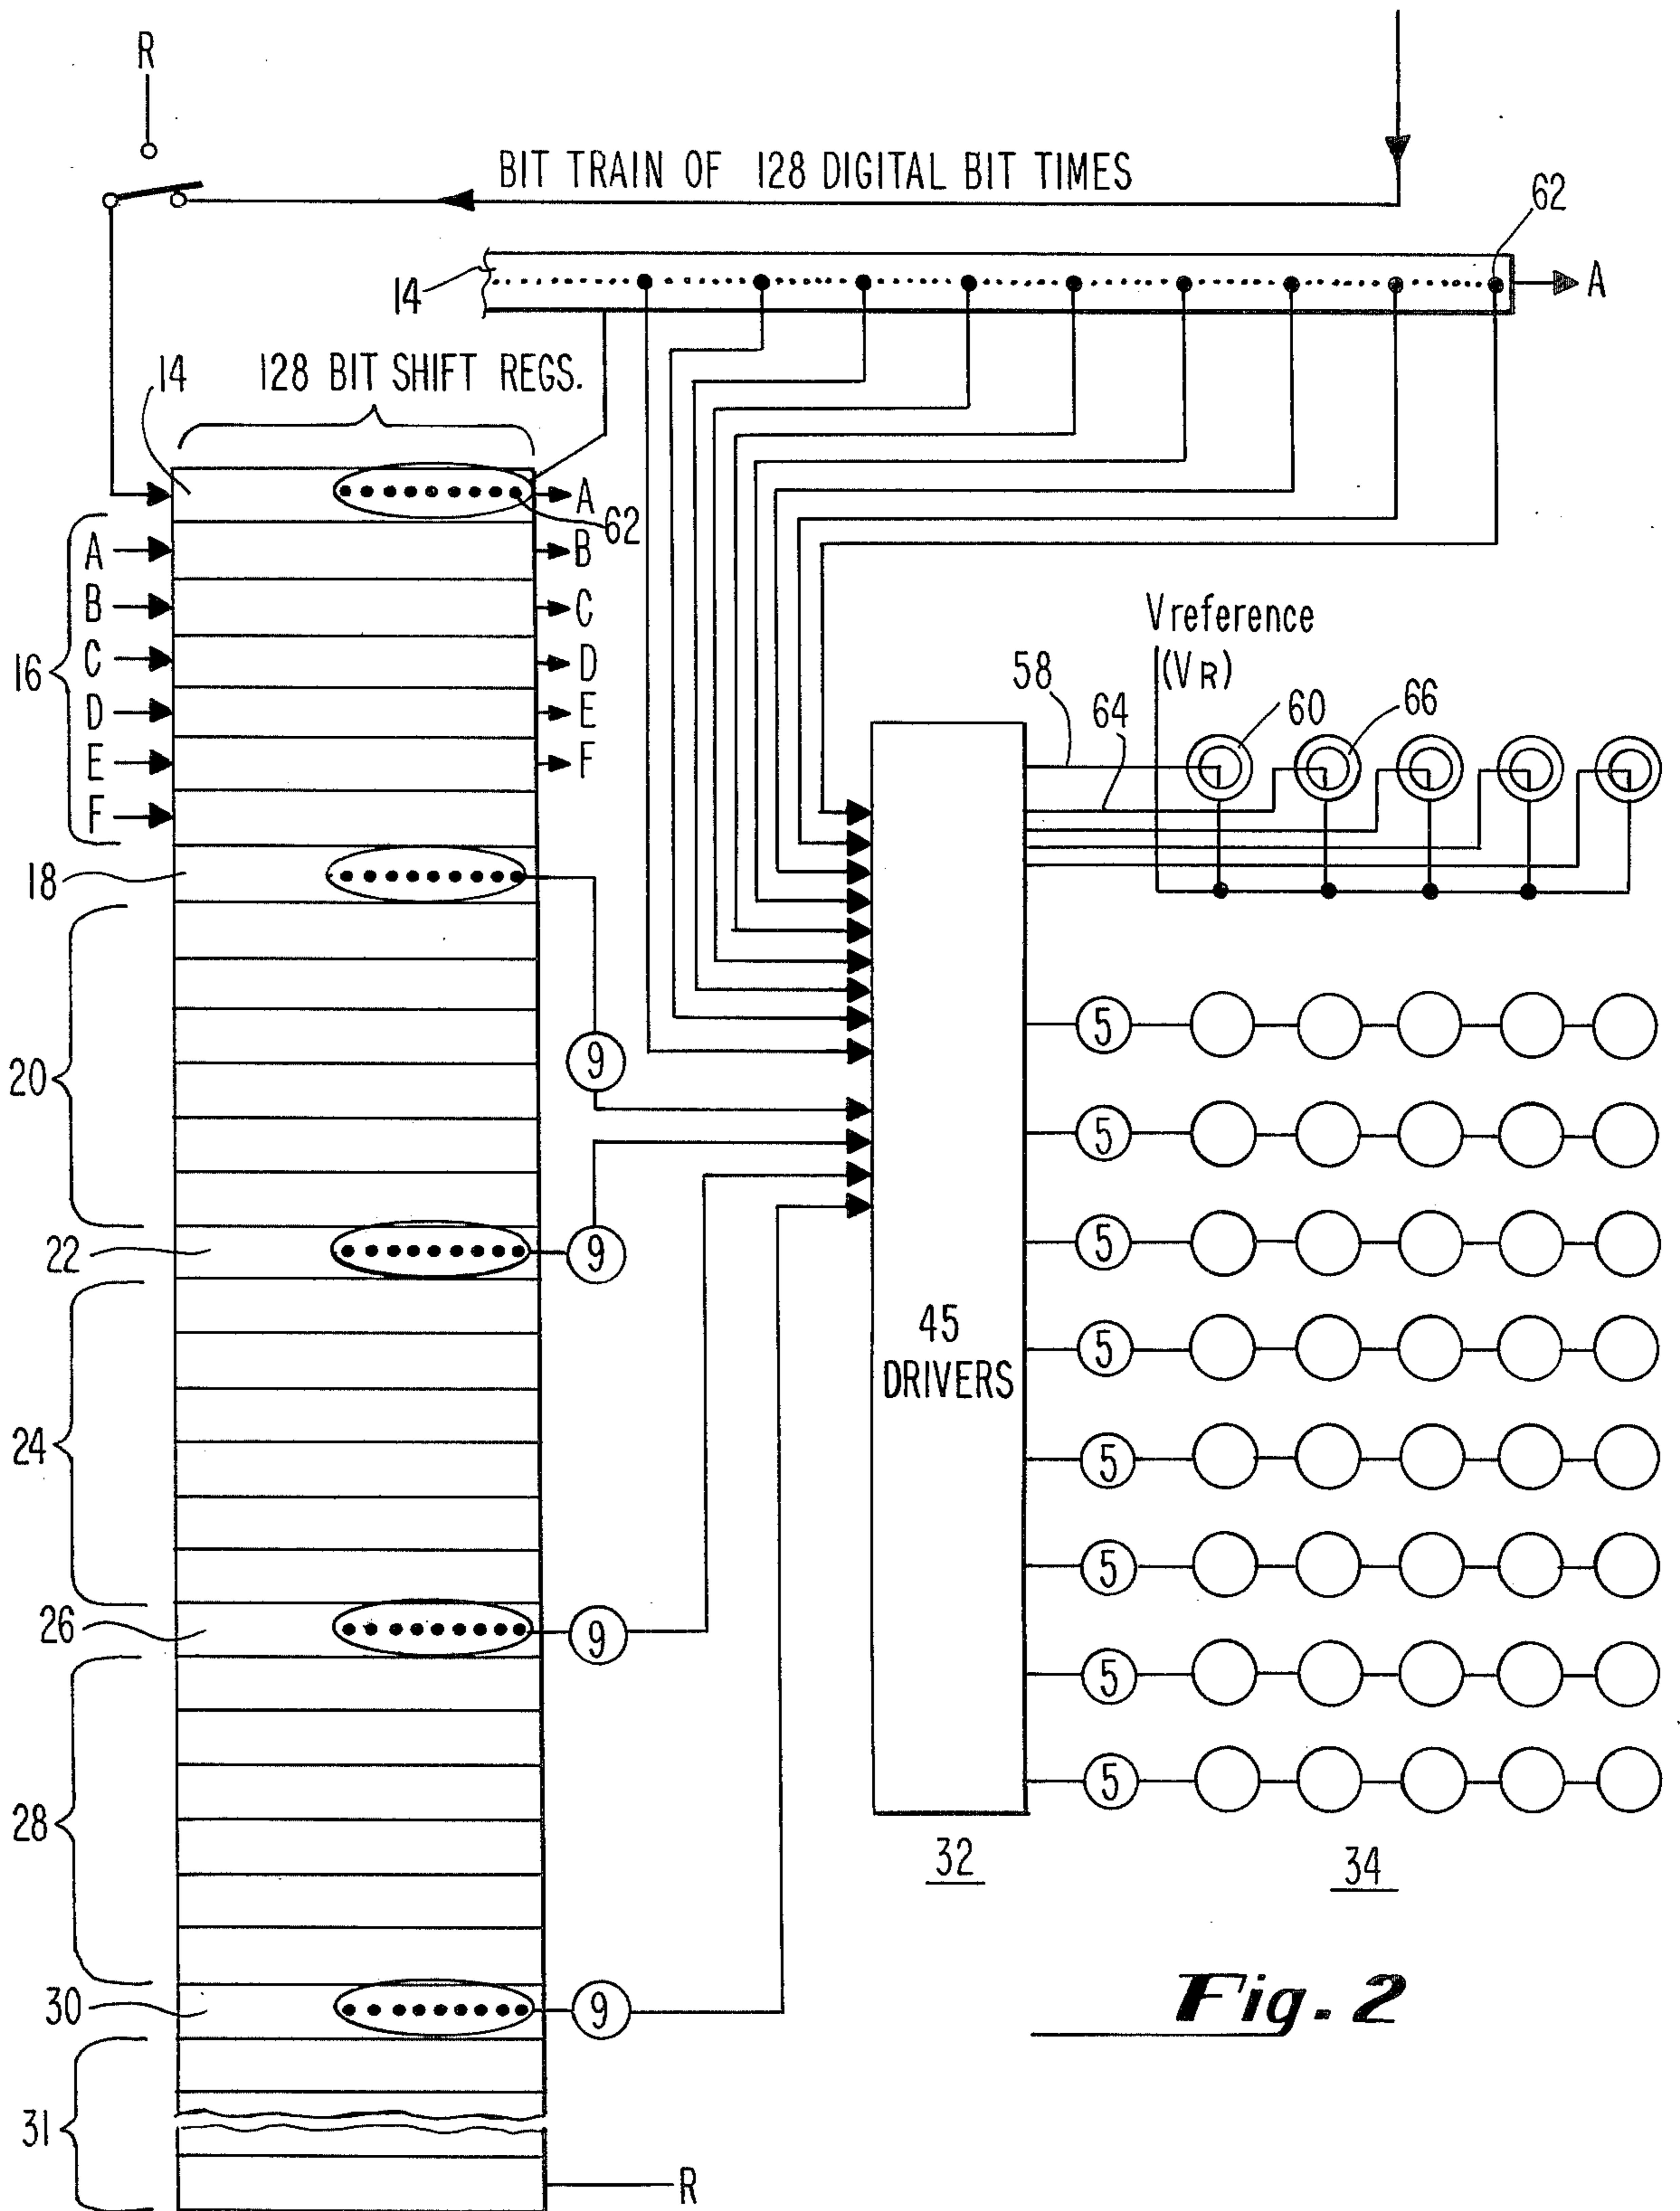 R
BIT TRAIN OF 128 DIGITAL BIT TIMES
62
14
A
14
128 BIT SHIFT REGS.
A
62
16
A
B
B
C
C
D
D
E
E
F
F
Vreference
(VR)
58
64
60
66
18
20
9
22
9
24
26
9
28
30
9
31
R
45
DRIVERS
5
5
5
5
5
5
5
5
32
34
Fig. 2